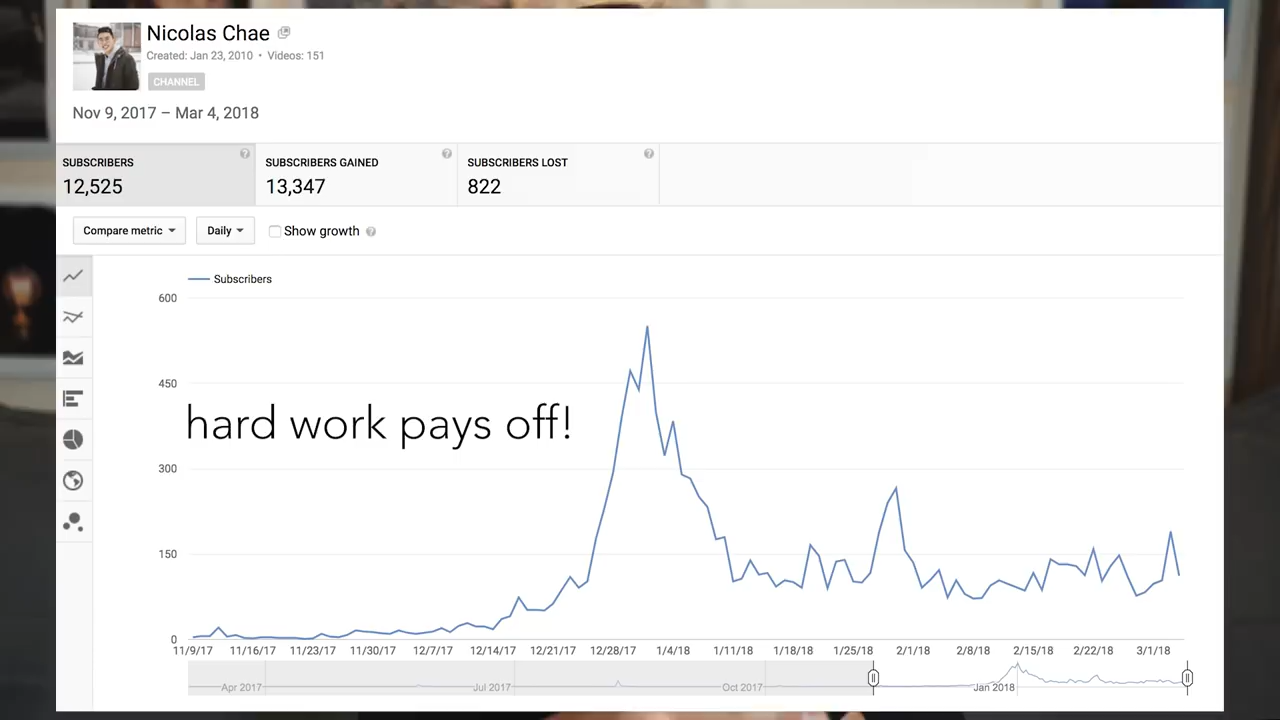 Nicolas Chae
Created: Jan 23, 2010 • Videos: 151
CHANNEL
Nov 9, 2017 – Mar 4, 2018
SUBSCRIBERS
12,525
SUBSCRIBERS GAINED
13,347
SUBSCRIBERS LOST
822
Compare metric
Daily
Show growth
Subscribers
600
450
hard work pays off!
300
150
0
11/9/17 11/16/17 11/23/17 11/30/17 12/7/17 12/14/17 12/21/17 12/28/17 1/4/18 1/11/18 1/18/18 1/25/18 2/1/18 2/8/18 2/15/18 2/22/18 3/1/18
Apr 2017 Jul 2017 Oct 2017 Jan 2018